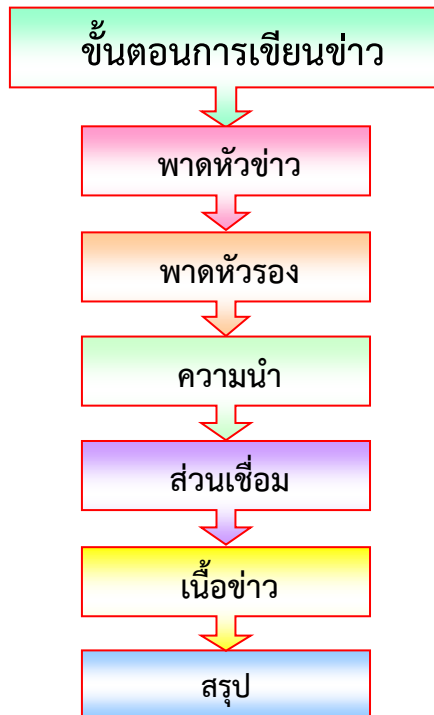 ขั้นตอนการเขียนข่าว
พาดหัวข่าว
พาดหัวรอง
ความนำ
ส่วนเชื่อม
เนื้อข่าว
สรุป